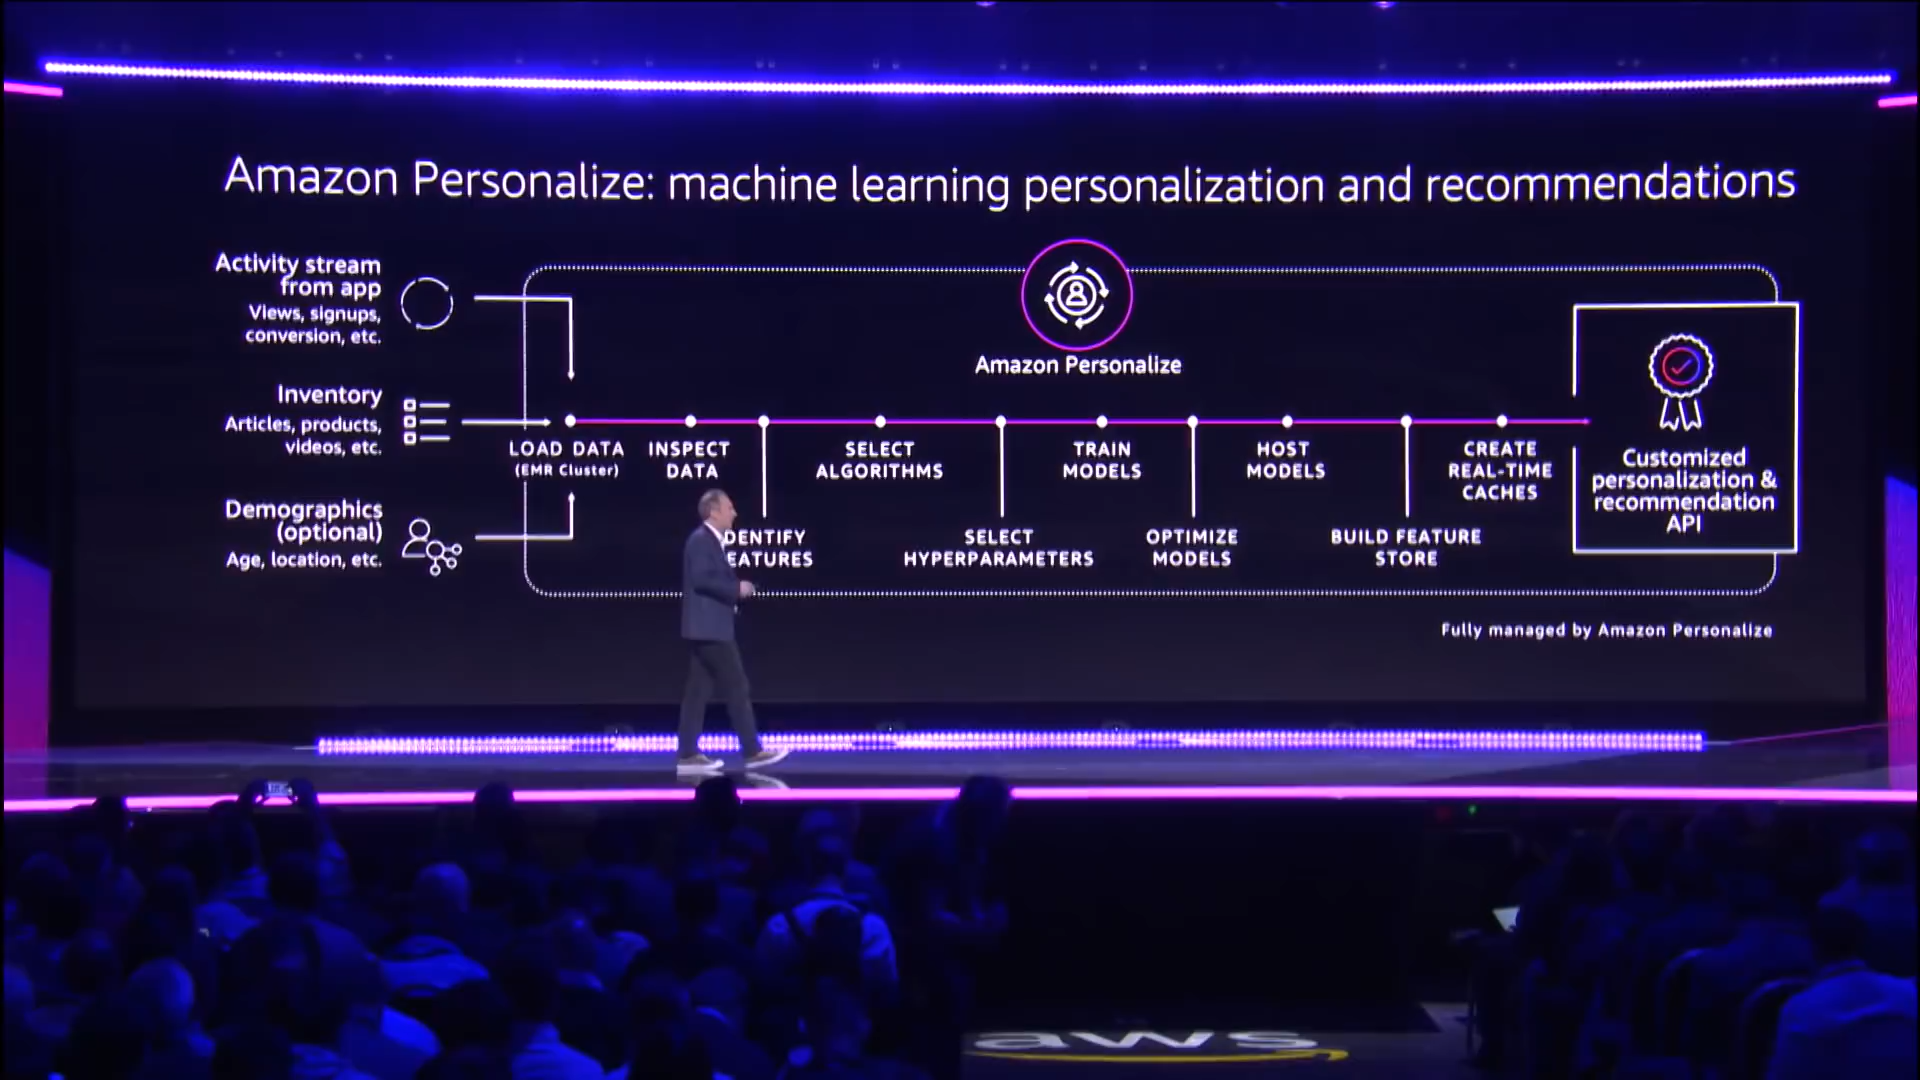 Amazon Personalize: machine learning personalization and recommendations
Activity stream
from app
Views, signups,
conversion, etc.
Inventory
Articles, products,
videos, etc.
Demographics
(optional)
Age, location, etc.
Amazon Personalize
LOAD DATA
(EMR Cluster)
INSPECT
DATA
DENTIFY
EATURES
SELECT
ALGORITHMS
SELECT
HYPERPARAMETERS
TRAIN
MODELS
OPTIMIZE
MODELS
HOST
MODELS
BUILD FEATURE
STORE
CREATE
REAL-TIME
CACHES
Customized
personalization &
recommendation
API
Fully managed by Amazon Personalize
aws